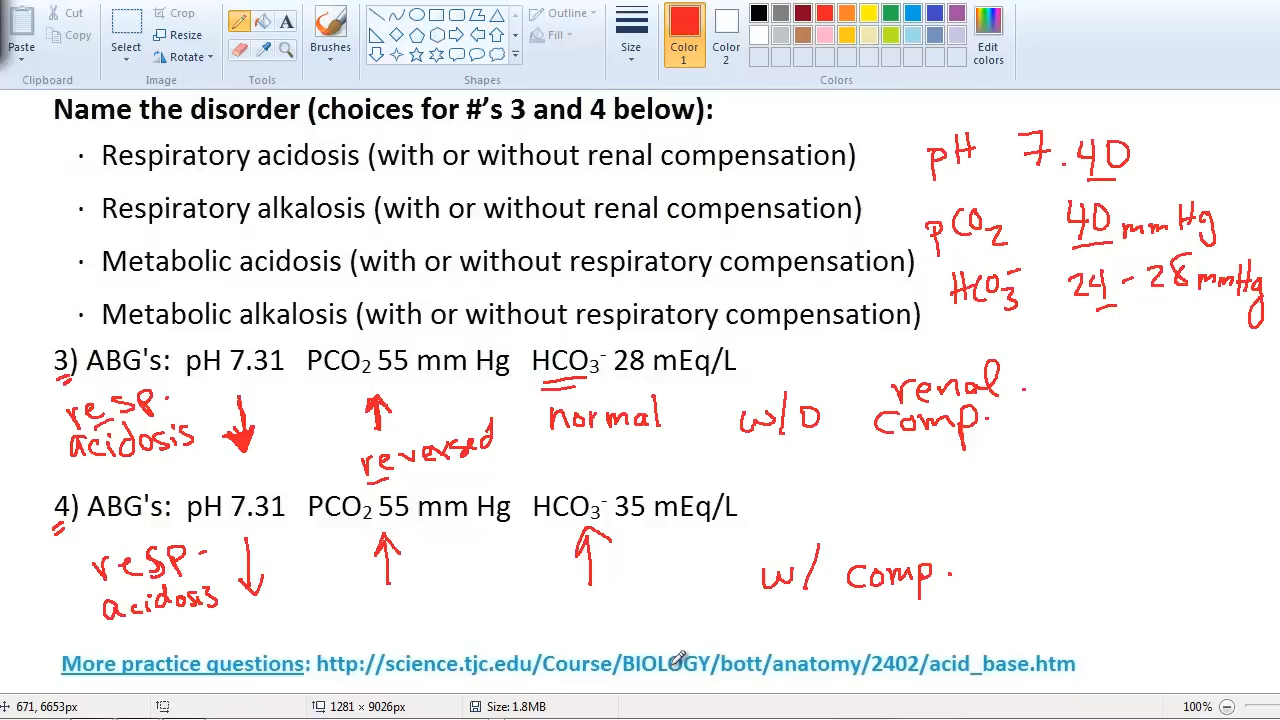 Paste
Cut
Copy
Clipboard
Select
Crop
Resize
Rotate
Image
A
Tools
Brushes
Shapes
Outline
Fill
Size
Color 1
Color 2
Colors
Edit colors
Name the disorder (choices for #'s 3 and 4 below):
· Respiratory acidosis (with or without renal compensation)
· Respiratory alkalosis (with or without renal compensation)
· Metabolic acidosis (with or without respiratory compensation)
· Metabolic alkalosis (with or without respiratory compensation)
pH 7.40
pCO2 40 mmHg
HCO3- 24-28 mmHg
3) ABG's: pH 7.31 PCO2 55 mm Hg HCO3- 28 mEq/L
resp. acidosis
reversed
normal
w/o
renal comp.
4) ABG's: pH 7.31 PCO2 55 mm Hg HCO3- 35 mEq/L
resp. acidosis
w/ comp.
More practice questions: http://science.tjc.edu/Course/BIOLOGY/bott/anatomy/2402/acid_base.htm
671, 6653px
1281 × 9026px
Size: 1.8MB
100%